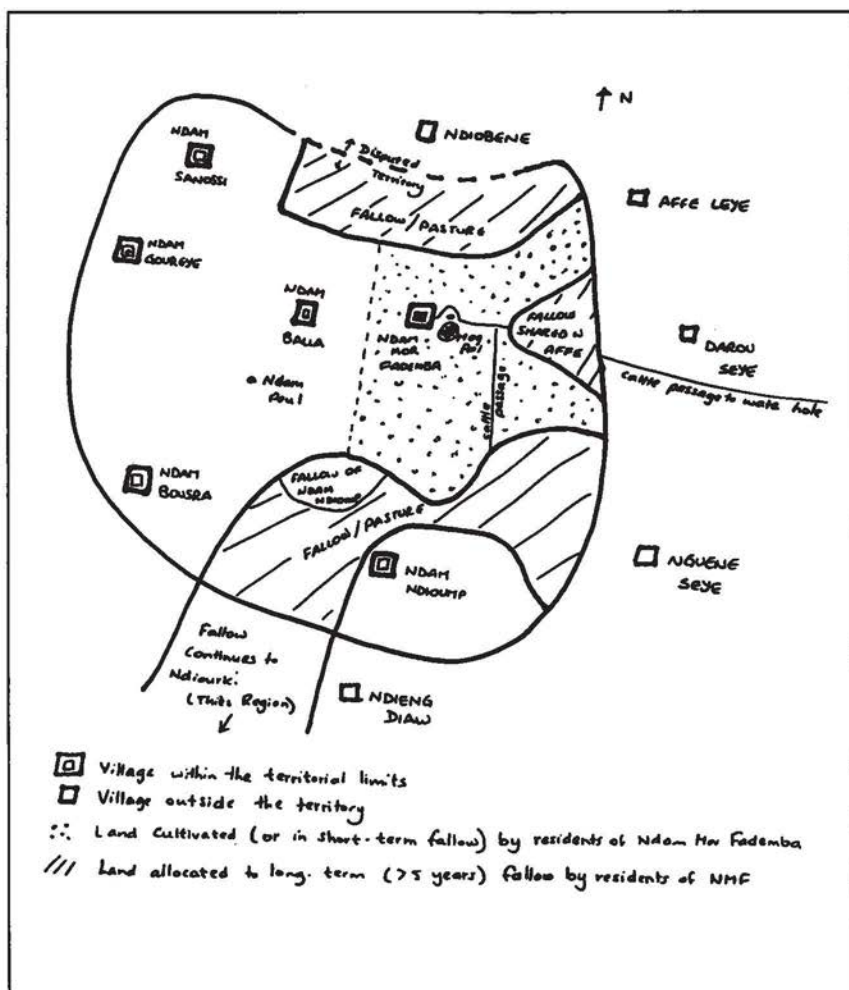 N
NDIOBENE
NDAM
SANOSSI
Disputed
Territory
AFFE LEYE
FALLOW / PASTURE
NDAM
GOUREYE
NDAM
BALLA
NDAM
MOR
FADEMBA
FALLOW
SHARED
AFFE
DAROU
SEYE
cattle
passage
cattle passage to water hole
Ndam
Poul
NDAM
BOUSRA
FALLOW OF
NDAM
NDIOUMP
FALLOW / PASTURE
NDAM
NDIOUMP
NGUENE
SEYE
Fallow
Continues to
Ndiourki
(Thies Region)
NDIENG
DIAW
Village within the territorial limits
Village outside the territory
Land Cultivated (or in short-term fallow) by residents of Ndam Mor Fademba
/// Land allocated to long-term (>5 years) fallow by residents of NMF